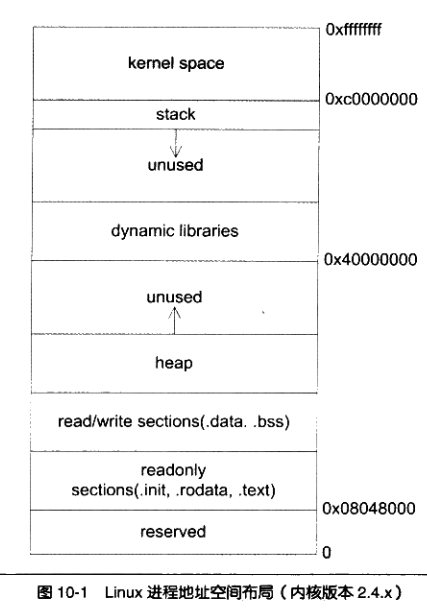 0xffffffff
kernel space
0xc0000000
stack
unused
dynamic libraries
0x40000000
unused
heap
read/write sections(.data. .bss)
readonly
sections(.init, .rodata, .text)
0x08048000
reserved
0
图 10-1 Linux 进程地址空间布局（内核版本 2.4.x）